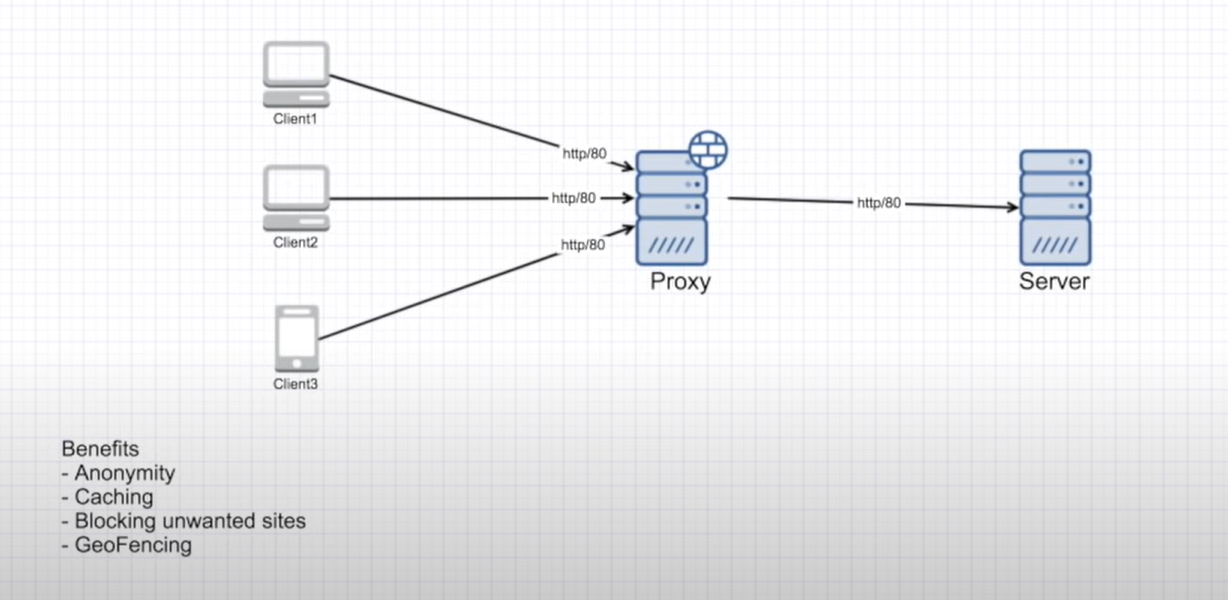 Client1
http/80
Client2
http/80
http/80
http/80
Proxy
Server
Client3
Benefits
- Anonymity
- Caching
- Blocking unwanted sites
- GeoFencing